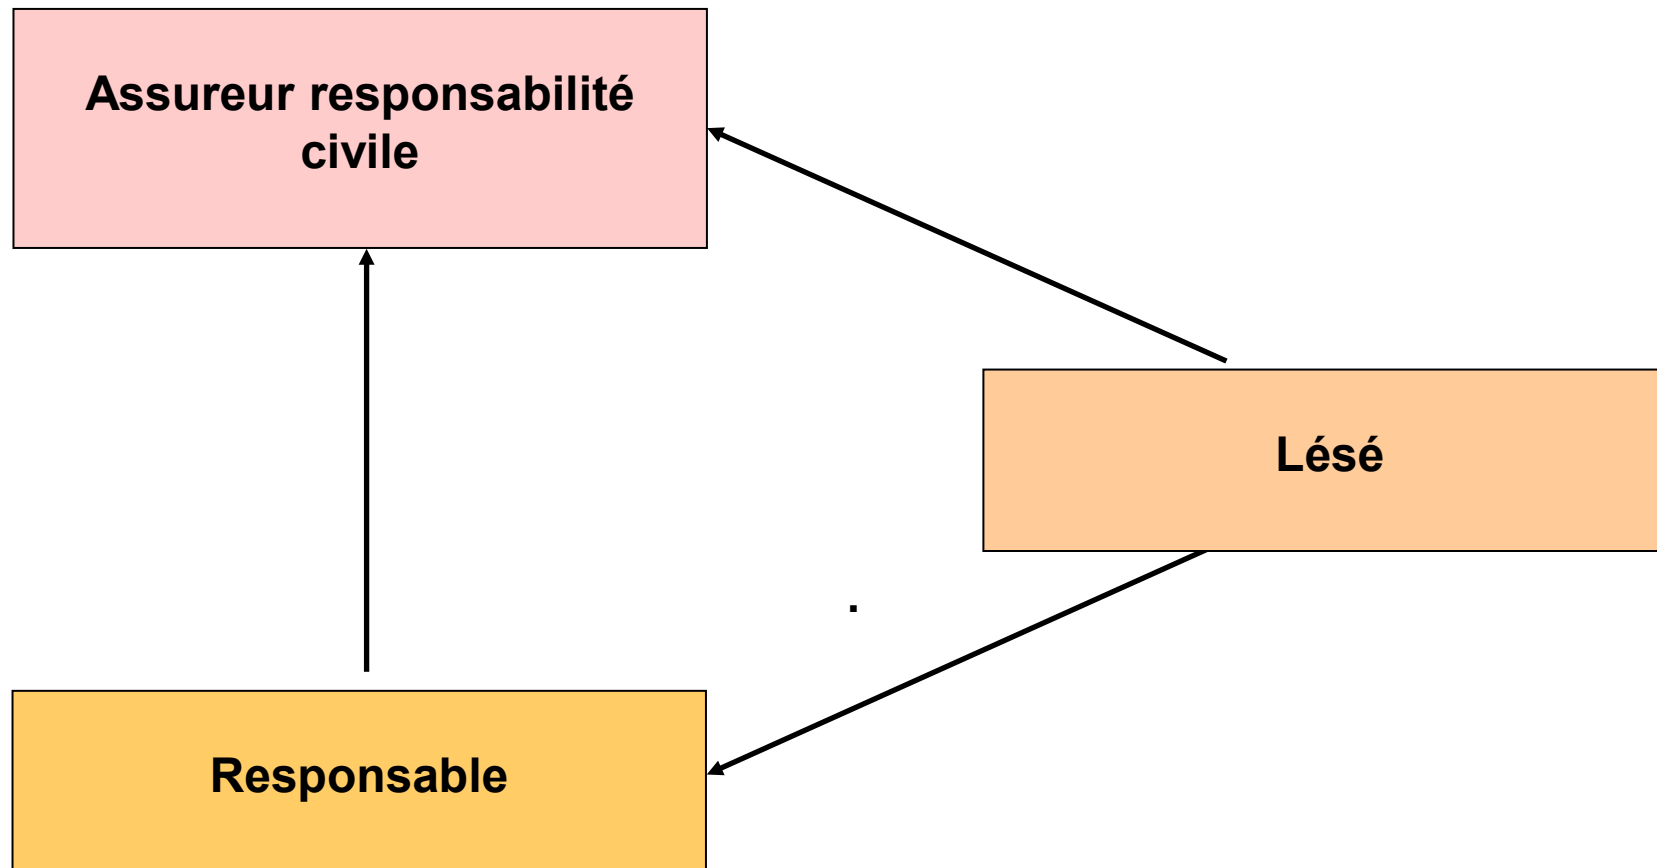 Assureur responsabilité
civile
Lésé
.
Responsable